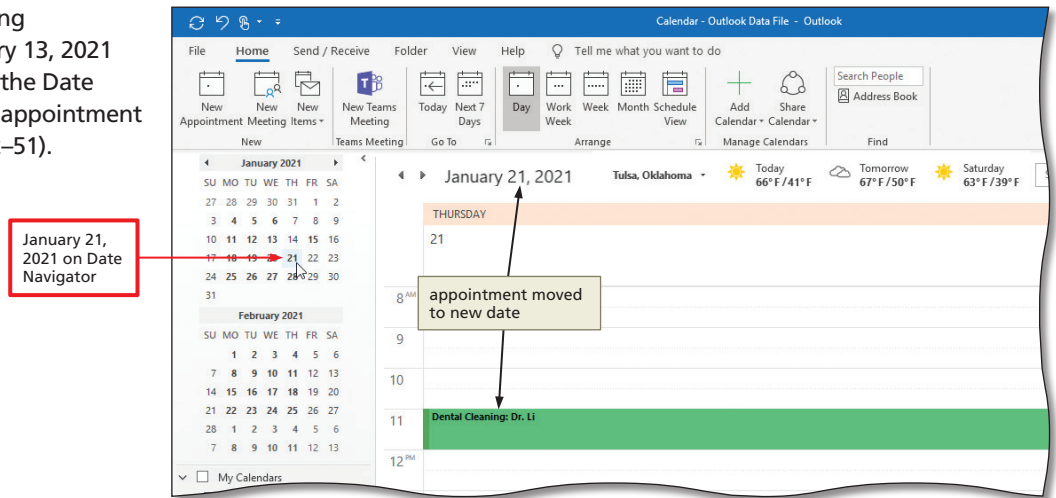 ng
ry 13, 2021
the Date
appointment
–51).
January 21,
2021 on Date
Navigator
Calendar - Outlook Data File - Outlook
File Home Send / Receive Folder View Help Tell me what you want to do
New Appointment
New Meeting
New Items
New
New Teams Meeting
Teams Meeting
Today
Next 7 Days
Go To
Day
Work Week
Week
Month
Schedule View
Arrange
Add Calendar
Share Calendar
Manage Calendars
Search People
Address Book
Find
January 2021
SU MO TU WE TH FR SA
27 28 29 30 31 1 2
3 4 5 6 7 8 9
10 11 12 13 14 15 16
17 18 19 20 21 22 23
24 25 26 27 28 29 30
31
February 2021
SU MO TU WE TH FR SA
1 2 3 4 5 6
7 8 9 10 11 12 13
14 15 16 17 18 19 20
21 22 23 24 25 26 27
28 1 2 3 4 5 6
7 8 9 10 11 12 13
My Calendars
January 21, 2021
Tulsa, Oklahoma
Today
66° F/41° F
Tomorrow
67° F/50° F
Saturday
63° F/39° F
THURSDAY
21
appointment moved
to new date
8 AM
9
10
11
Dental Cleaning: Dr. Li
12 PM